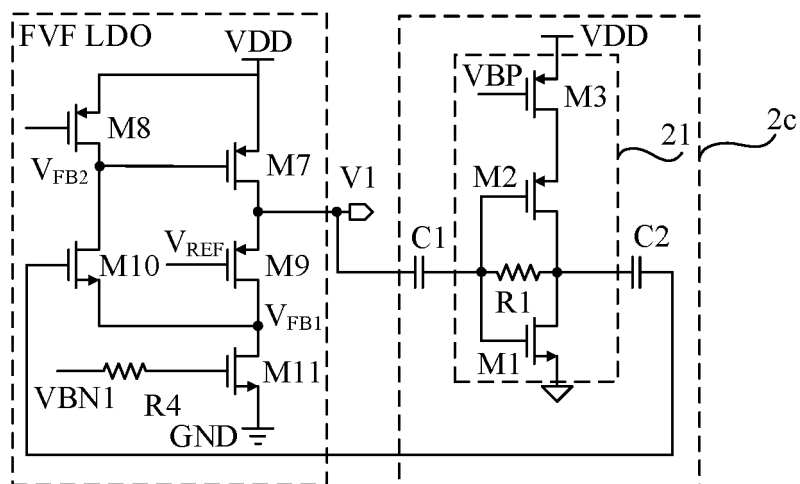 FVF LDO
VDD
M8
V_FB2
M7
V1
M10
V_REF
M9
V_FB1
VBN1
R4
M11
GND
VDD
VBP
M3
21
2c
M2
C1
R1
C2
M1